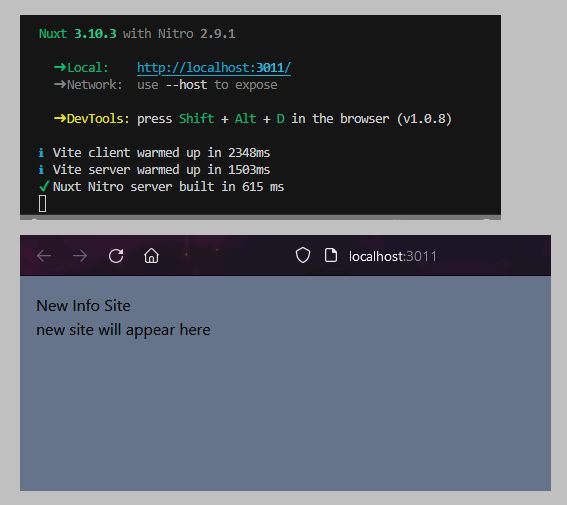 Nuxt 3.10.3 with Nitro 2.9.1
➜Local: http://localhost:3011/
➜Network: use --host to expose
➜DevTools: press Shift + Alt + D in the browser (v1.0.8)
ℹ Vite client warmed up in 2348ms
ℹ Vite server warmed up in 1503ms
✔ Nuxt Nitro server built in 615 ms
localhost:3011
New Info Site
new site will appear here